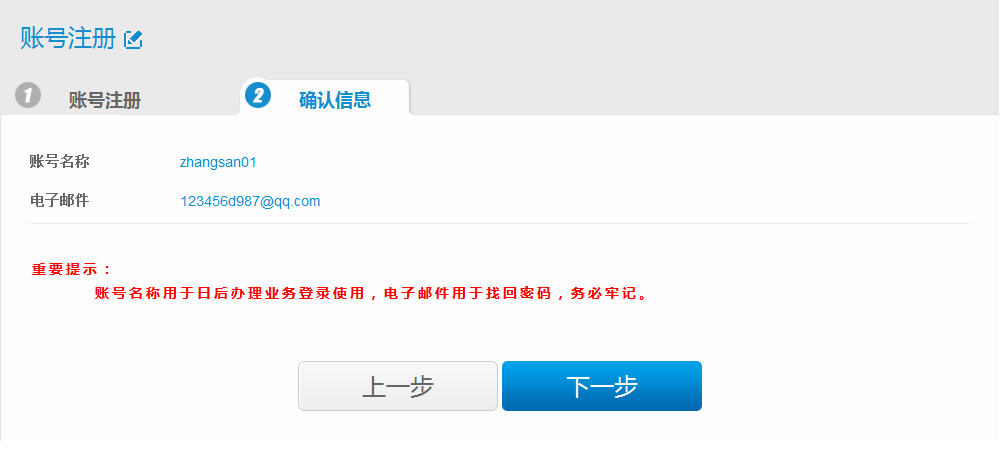 账号注册
1 账号注册 2 确认信息
账号名称 zhangsan01
电子邮件 123456d987@qq.com
重要提示：
账号名称用于日后办理业务登录使用，电子邮件用于找回密码，务必牢记。
上一步 下一步